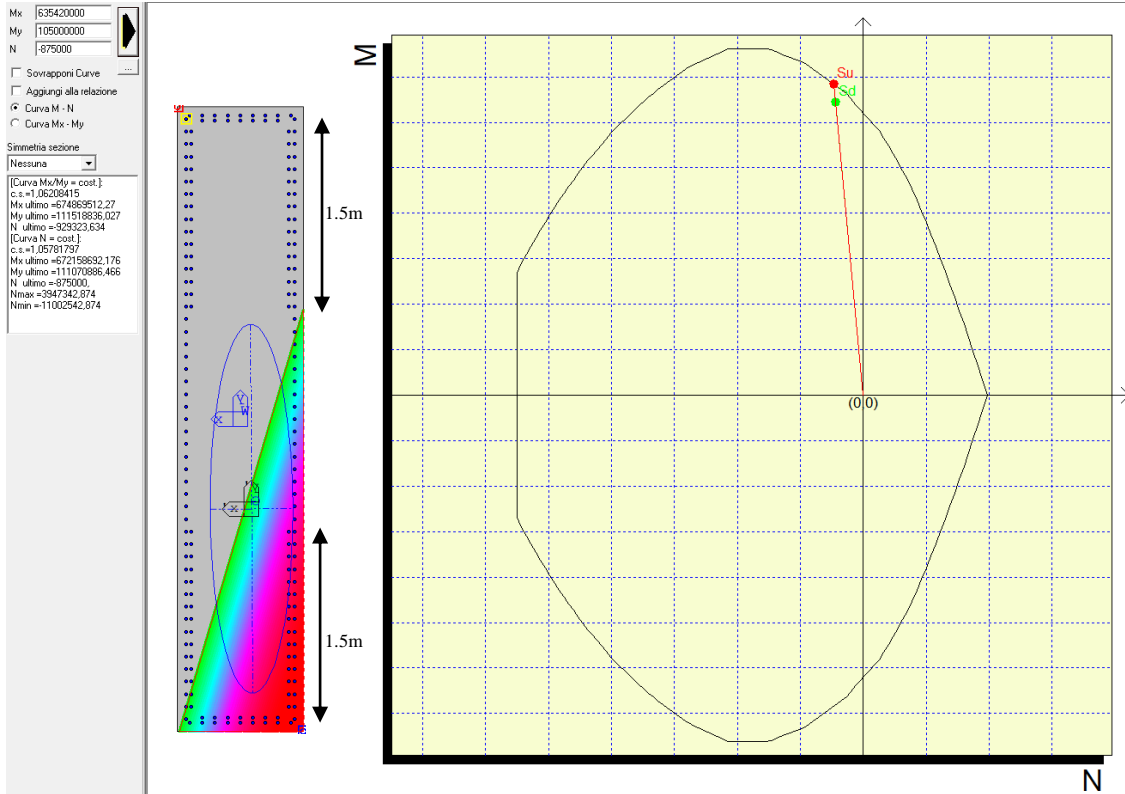 Mx 635420000
My 105000000
N -875000
...
Sovrapponi Curve
Aggiungi alla relazione
Curva M - N
Curva Mx - My
Simmetria sezione
Nessuna
[Curva Mx/My = cost.]:
c.s.=1,06208415
Mx ultimo =674869512,27
My ultimo =111518836,027
N  ultimo =-929323,634
[Curva N = cost.]:
c.s.=1,05781797
Mx ultimo =672158692,176
My ultimo =111070886,466
N  ultimo =-875000,
Nmax =3947342,874
Nmin =-11002542,874
1.5m
Y
W
X
x
1.5m
M
Su
Sd
(0,0)
N